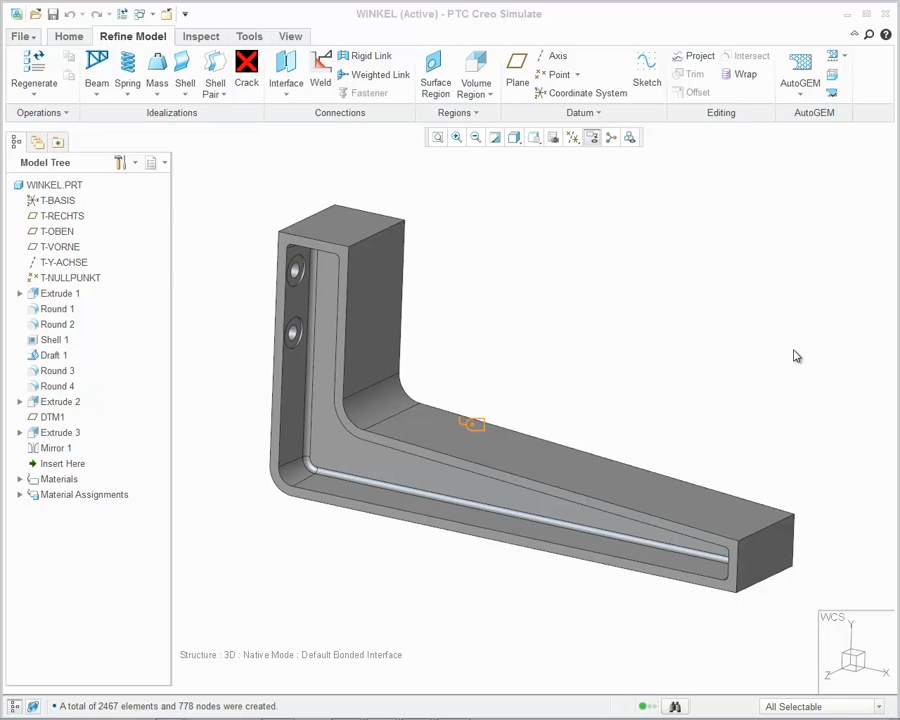 WINKEL (Active) - PTC Creo Simulate
File Home Refine Model Inspect Tools View
Regenerate Beam Spring Mass Shell Shell Pair Crack Interface Weld Rigid Link Weighted Link Fastener Surface Region Volume Region Plane Axis Point Coordinate System Sketch Project Intersect Trim Wrap Offset AutoGEM
Operations Idealizations Connections Regions Datum Editing AutoGEM
Model Tree
WINKEL.PRT
T-BASIS
T-RECHTS
T-OBEN
T-VORNE
T-Y-ACHSE
T-NULLPUNKT
Extrude 1
Round 1
Round 2
Shell 1
Draft 1
Round 3
Round 4
Extrude 2
DTM1
Extrude 3
Mirror 1
Insert Here
Materials
Material Assignments
Structure : 3D : Native Mode : Default Bonded Interface
WCS
Y
X
Z
• A total of 2467 elements and 778 nodes were created.
All Selectable